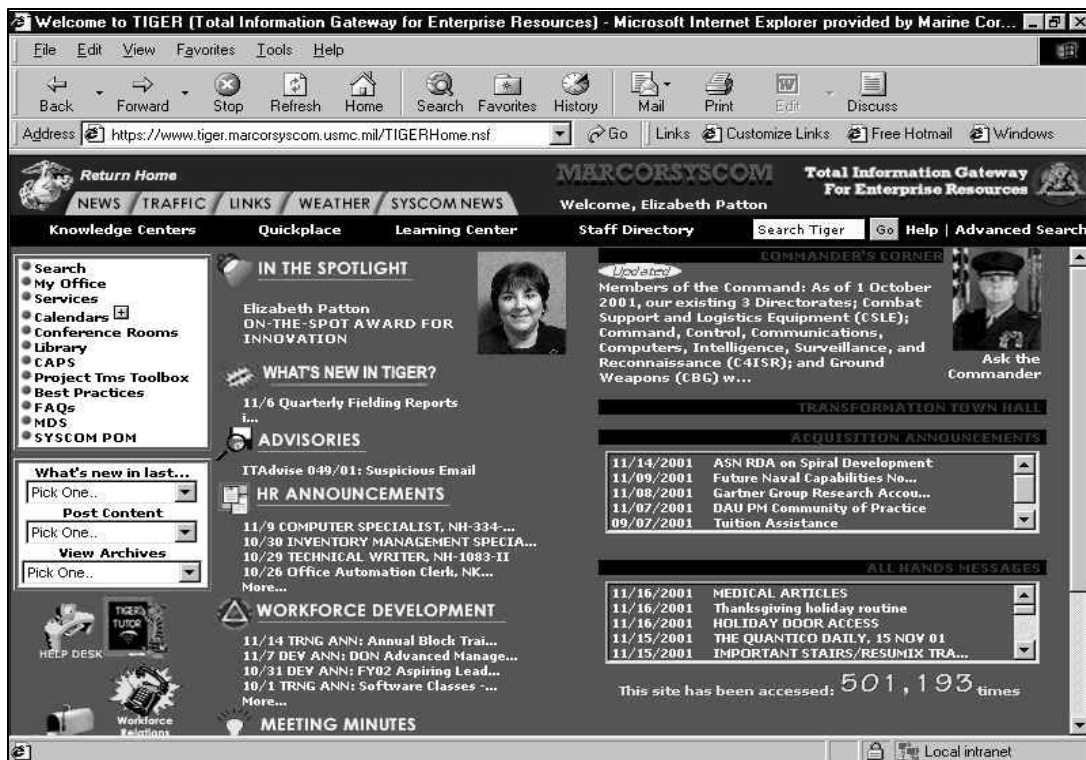 Welcome to TIGER (Total Information Gateway for Enterprise Resources) - Microsoft Internet Explorer provided by Marine Cor...
File Edit View Favorites Tools Help
Back Forward Stop Refresh Home Search Favorites History Mail Print Edit Discuss
Address https://www.tiger.marcorsyscom.usmc.mil/TIGERHome.nsf Go Links Customize Links Free Hotmail Windows
Return Home
MARCORSYSCOM
Total Information Gateway
For Enterprise Resources
NEWS TRAFFIC LINKS WEATHER SYSCOM NEWS
Welcome, Elizabeth Patton
Knowledge Centers Quickplace Learning Center Staff Directory Search Tiger Go Help | Advanced Search
Search
My Office
Services
Calendars
Conference Rooms
Library
CAPS
Project Tms Toolbox
Best Practices
FAQs
MDS
SYSCOM POM
What's new in last...
Pick One..
Post Content
Pick One..
View Archives
Pick One..
HELP DESK
TIGER
TUTOR
Workforce
Relations
IN THE SPOTLIGHT
Elizabeth Patton
ON-THE-SPOT AWARD FOR
INNOVATION
WHAT'S NEW IN TIGER?
11/6 Quarterly Fielding Reports
i...
ADVISORIES
ITAdvise 049/01: Suspicious Email
HR ANNOUNCEMENTS
11/9 COMPUTER SPECIALIST, NH-334-...
10/30 INVENTORY MANAGEMENT SPECIA...
10/29 TECHNICAL WRITER, NH-1083-II
10/26 Office Automation Clerk, NK...
More...
WORKFORCE DEVELOPMENT
11/14 TRNG ANN: Annual Block Trai...
11/7 DEV ANN: DON Advanced Manage...
10/31 DEV ANN: FY02 Aspiring Lead...
10/1 TRNG ANN: Software Classes -...
More...
MEETING MINUTES
COMMANDER'S CORNER
Updated
Members of the Command: As of 1 October
2001, our existing 3 Directorates; Combat
Support and Logistics Equipment (CSLE);
Command, Control, Communications,
Computers, Intelligence, Surveillance, and
Reconnaissance (C4ISR); and Ground
Weapons (CBG) w...
Ask the
Commander
TRANSFORMATION TOWN HALL
ACQUISITION ANNOUNCEMENTS
11/14/2001 ASN RDA on Spiral Development
11/09/2001 Future Naval Capabilities No...
11/08/2001 Gartner Group Research Accou...
11/07/2001 DAU PM Community of Practice
09/07/2001 Tuition Assistance
ALL HANDS MESSAGES
11/16/2001 MEDICAL ARTICLES
11/16/2001 Thanksgiving holiday routine
11/16/2001 HOLIDAY DOOR ACCESS
11/15/2001 THE QUANTICO DAILY, 15 NOV 01
11/15/2001 IMPORTANT STAIRS/RESUMIX TRA...
This site has been accessed: 501,193 times
Local intranet